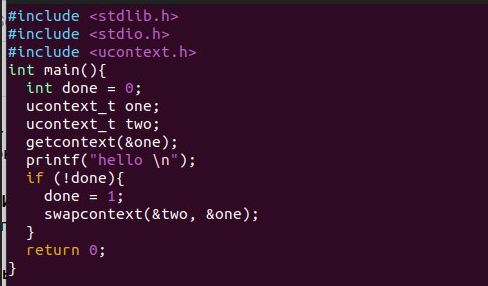 #include <stdlib.h>
#include <stdio.h>
#include <ucontext.h>
int main(){
  int done = 0;
  ucontext_t one;
  ucontext_t two;
  getcontext(&one);
  printf("hello \n");
  if (!done){
    done = 1;
    swapcontext(&two, &one);
  }
  return 0;
}